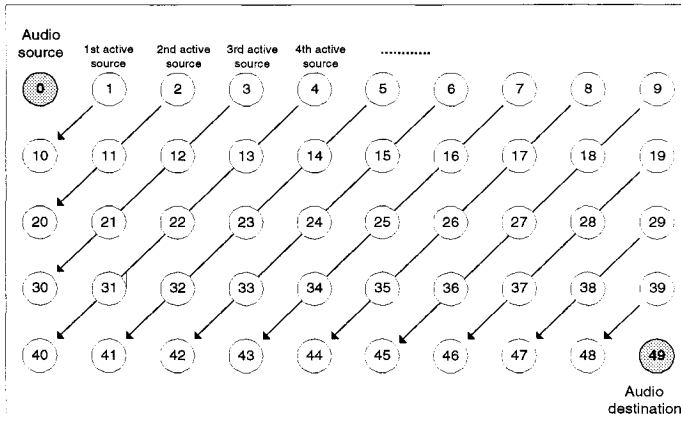 Audio
source
1st active
source
2nd active
source
3rd active
source
4th active
source
............
0 1 2 3 4 5 6 7 8 9
10 11 12 13 14 15 16 17 18 19
20 21 22 23 24 25 26 27 28 29
30 31 32 33 34 35 36 37 38 39
40 41 42 43 44 45 46 47 48 49
Audio
destination